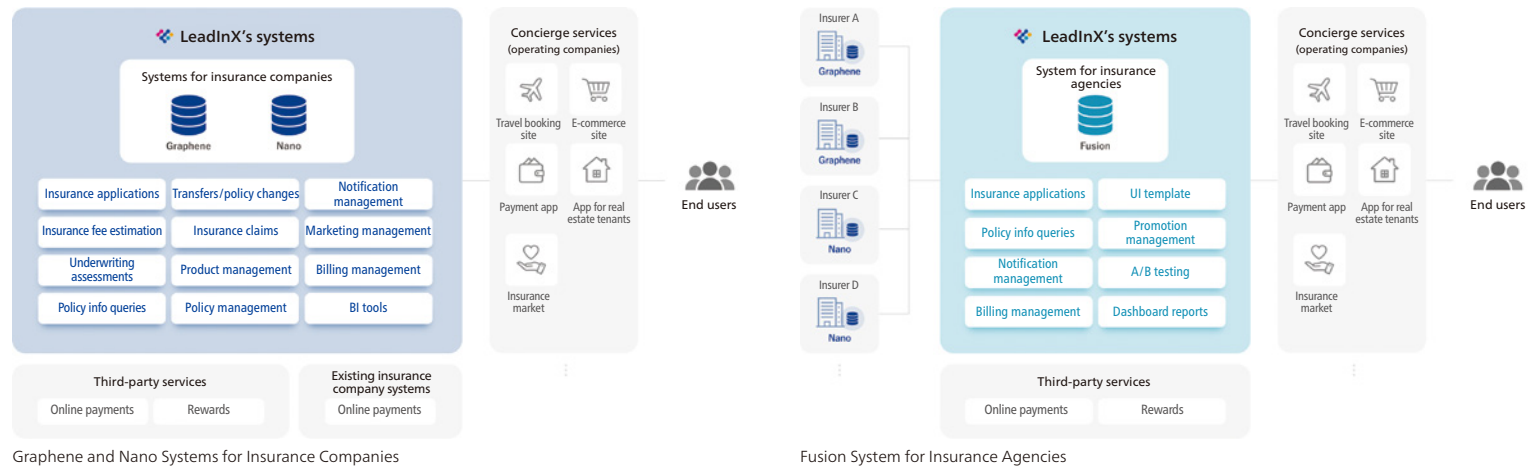 LeadInX's systems
Systems for insurance companies
Graphene
Nano
Insurance applications
Transfers/policy changes
Notification
management
Insurance fee estimation
Insurance claims
Marketing management
Underwriting
assessments
Product management
Billing management
Policy info queries
Policy management
BI tools
Third-party services
Online payments
Rewards
Existing insurance
company systems
Online payments
Concierge services
(operating companies)
Travel booking
site
E-commerce
site
Payment app
App for real
estate tenants
Insurance
market
End users
Graphene and Nano Systems for Insurance Companies
Insurer A
Graphene
Insurer B
Graphene
Insurer C
Nano
Insurer D
Nano
LeadInX's systems
System for insurance
agencies
Fusion
Insurance applications
UI template
Policy info queries
Promotion
management
Notification
management
A/B testing
Billing management
Dashboard reports
Third-party services
Online payments
Rewards
Concierge services
(operating companies)
Travel booking
site
E-commerce
site
Payment app
App for real
estate tenants
Insurance
market
End users
Fusion System for Insurance Agencies